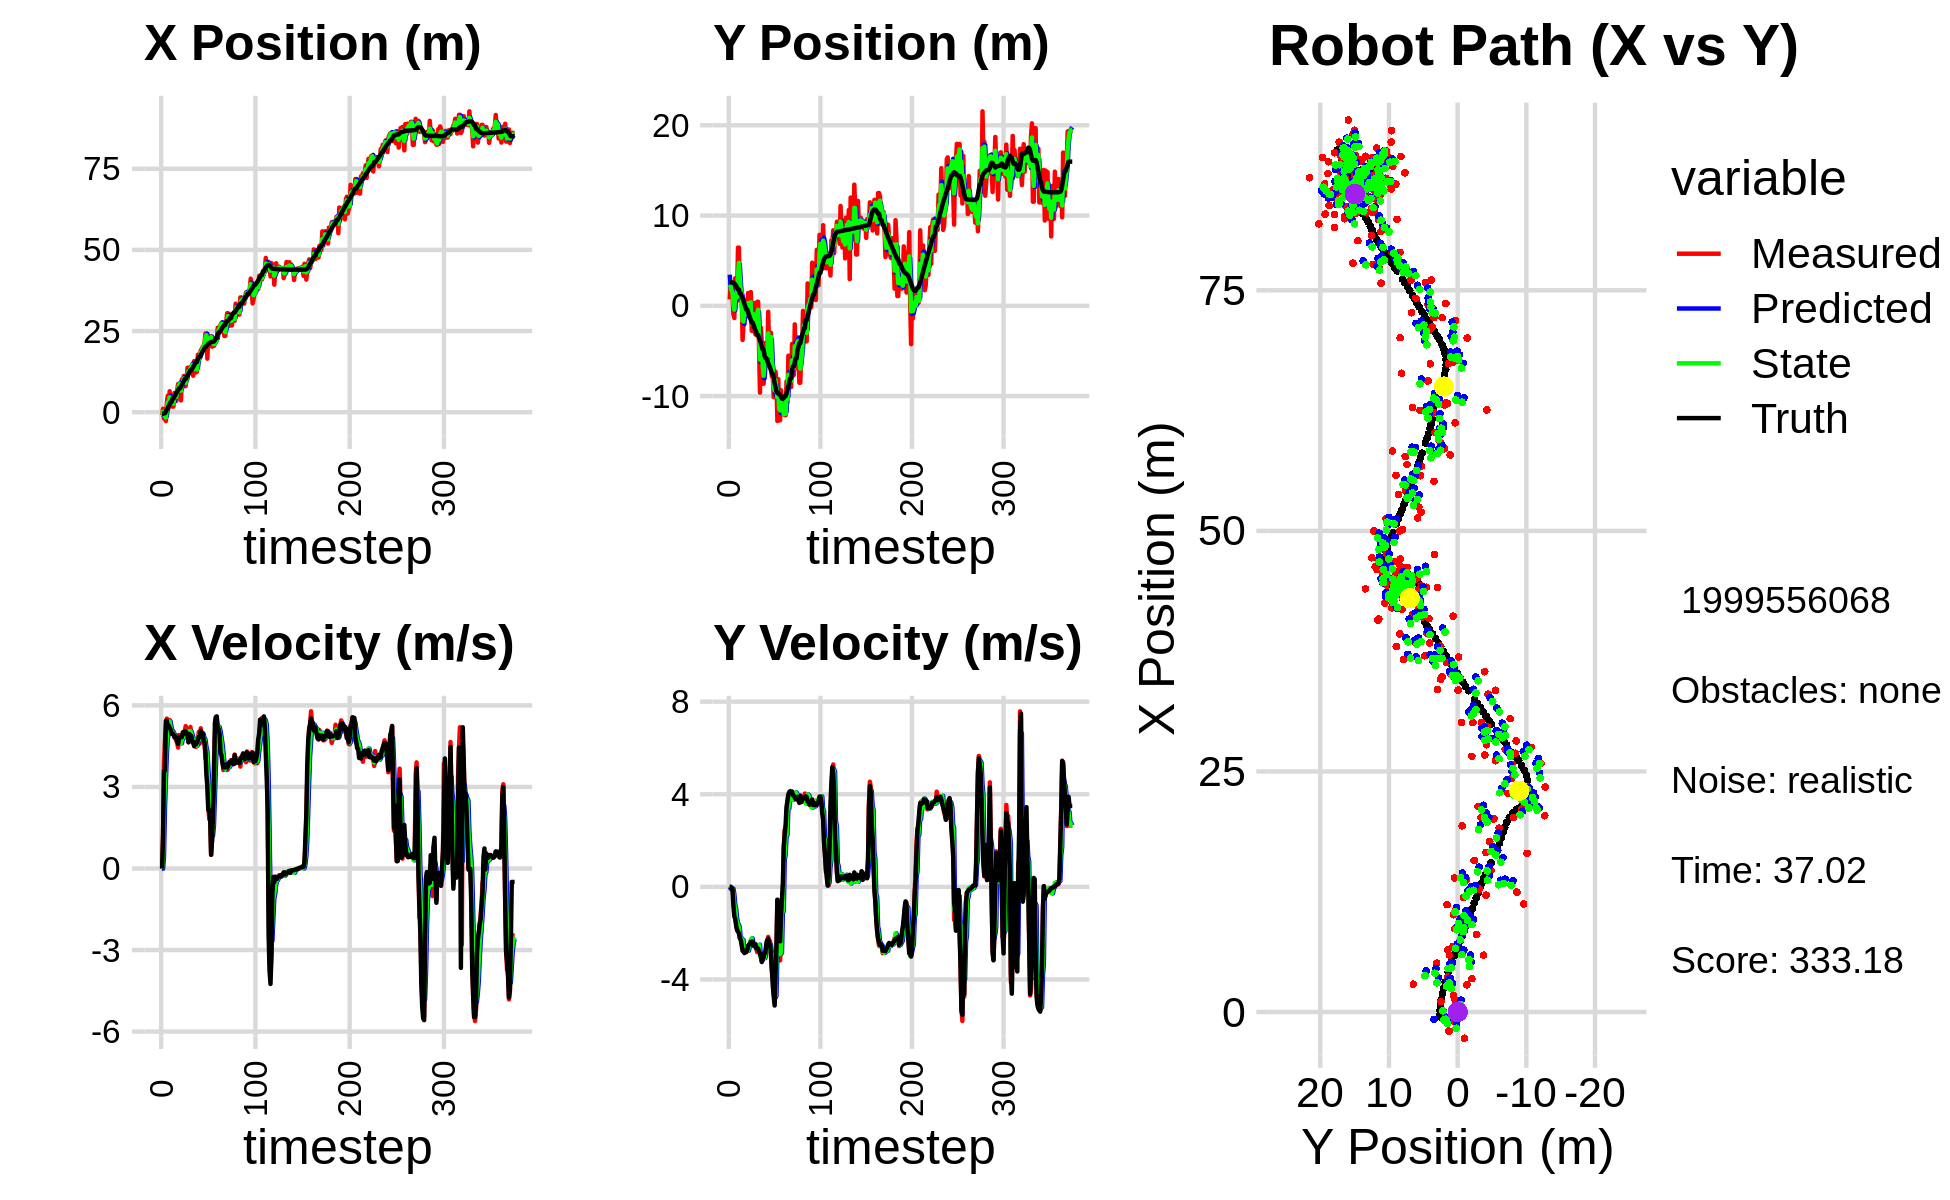 X Position (m)
75
50
25
0
0
100
200
300
timestep
Y Position (m)
20
10
0
-10
0
100
200
300
timestep
X Velocity (m/s)
6
3
0
-3
-6
0
100
200
300
timestep
Y Velocity (m/s)
8
4
0
-4
0
100
200
300
timestep
Robot Path (X vs Y)
X Position (m)
75
50
25
0
20 10 0 -10 -20
Y Position (m)
variable
Measured
Predicted
State
Truth
1999556068
Obstacles: none
Noise: realistic
Time: 37.02
Score: 333.18